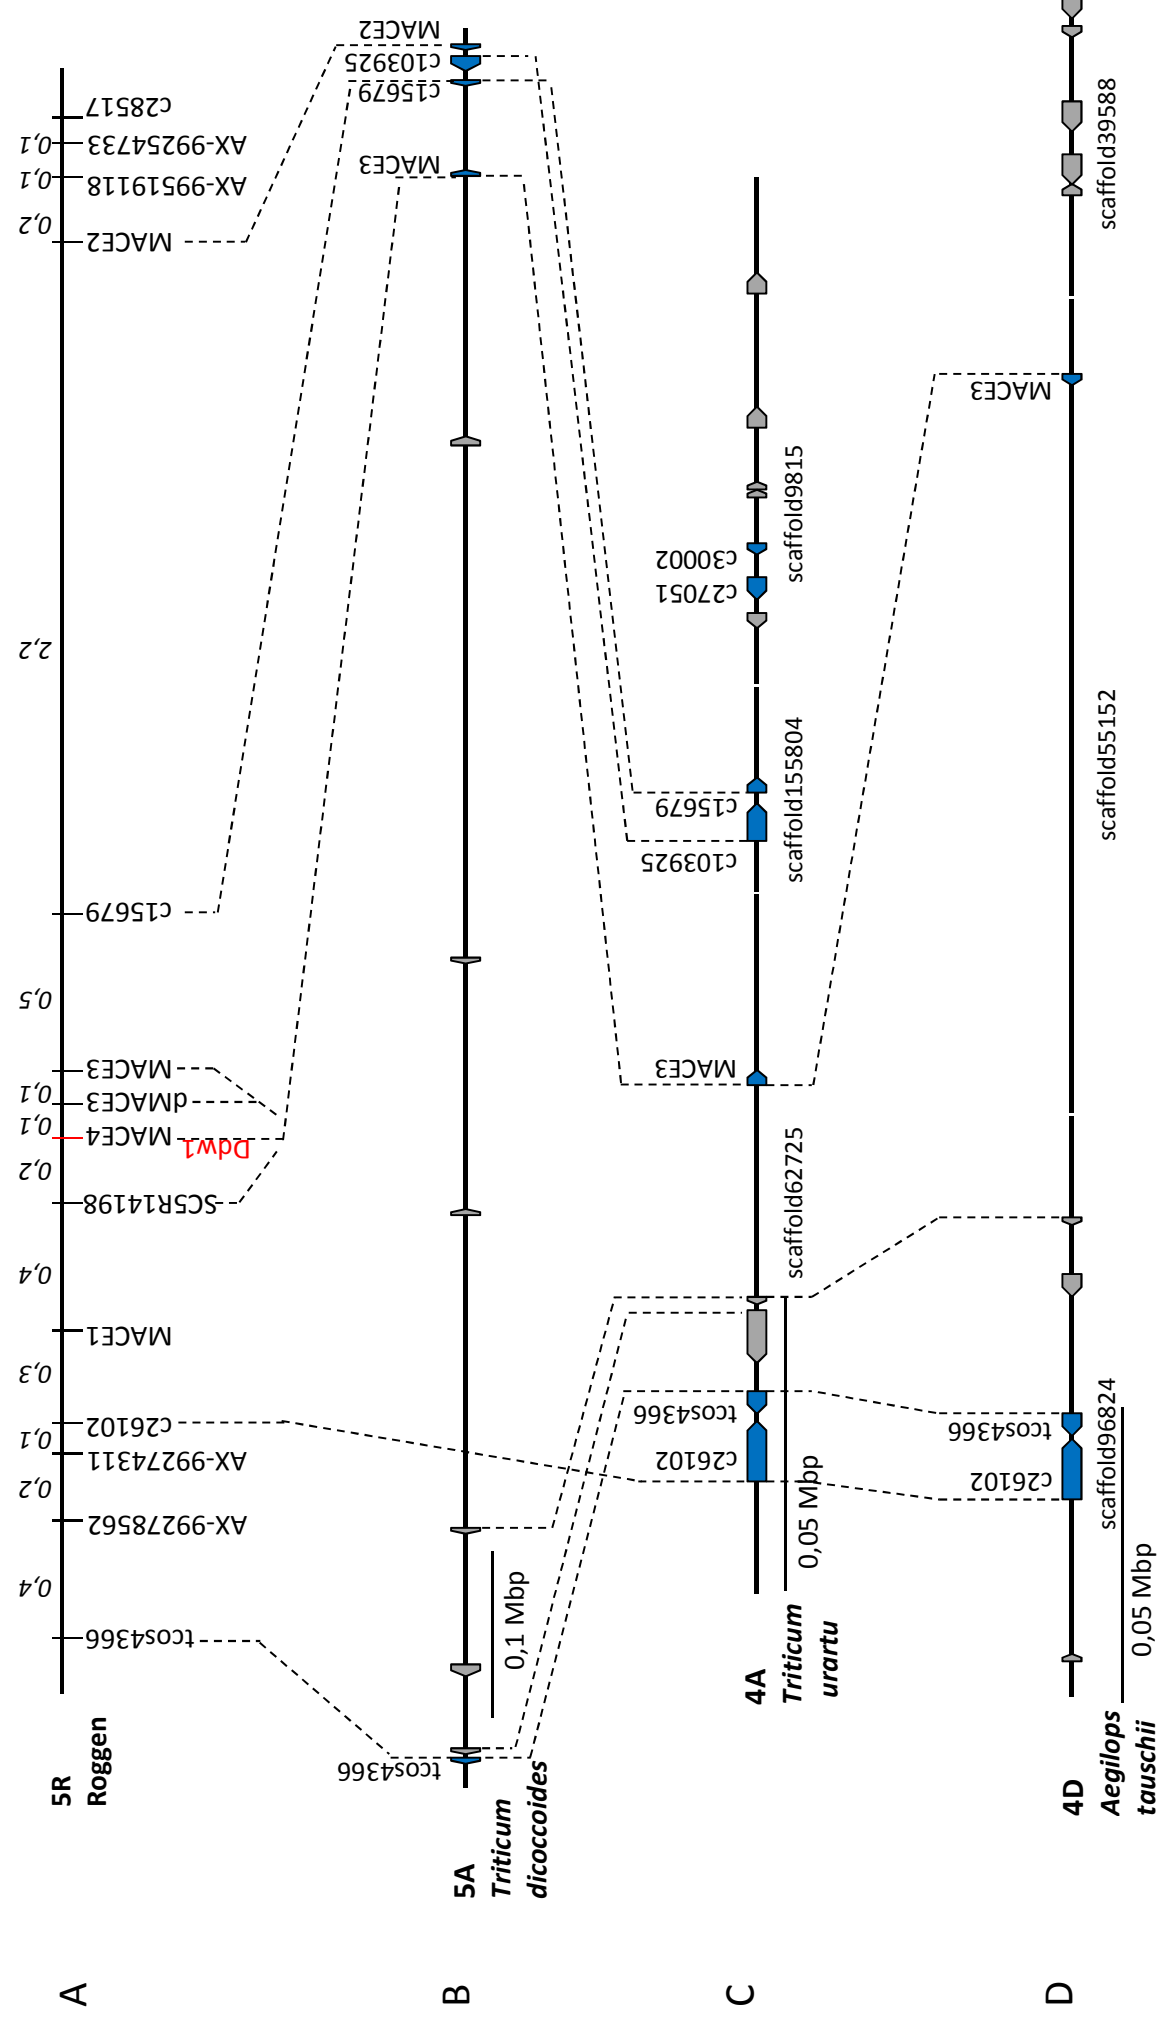 A
5R
Roggen
tcos4366
0,4
AX-99278562
0,2
AX-99274311
0,1
c26102
0,3
MACE1
0,4
SC5R14198
0,2
MACE4
Ddw1
0,1
dMACE3
0,1
MACE3
0,5
c15679
2,2
MACE2
0,2
AX-99519118
0,1
AX-99254733
0,1
c28517
B
5A
Triticum
dicoccoides
tcos4366
0,1 Mbp
MACE3
c15679
c103925
MACE2
C
4A
Triticum
urartu
0,05 Mbp
c26102
tcos4366
scaffold62725
MACE3
c103925
c15679
scaffold155804
c27051
c30002
scaffold9815
D
4D
Aegilops
tauschii
0,05 Mbp
c26102
tcos4366
scaffold96824
scaffold55152
MACE3
scaffold39588